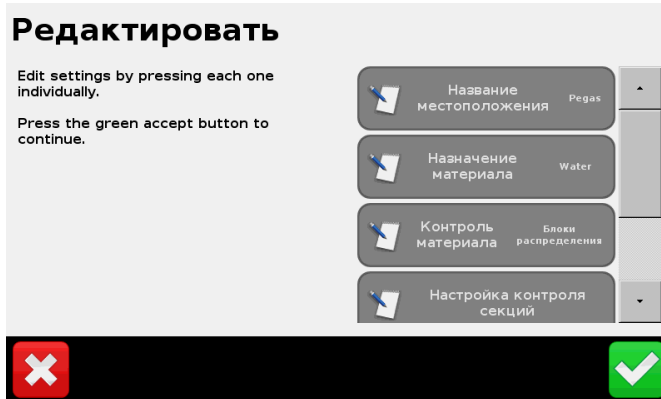 Редактировать
Edit settings by pressing each one
individually.
Press the green accept button to
continue.
Название
местоположения
Pegas
Назначение
материала
Water
Контроль
материала
Блоки
распределения
Настройка контроля
секций